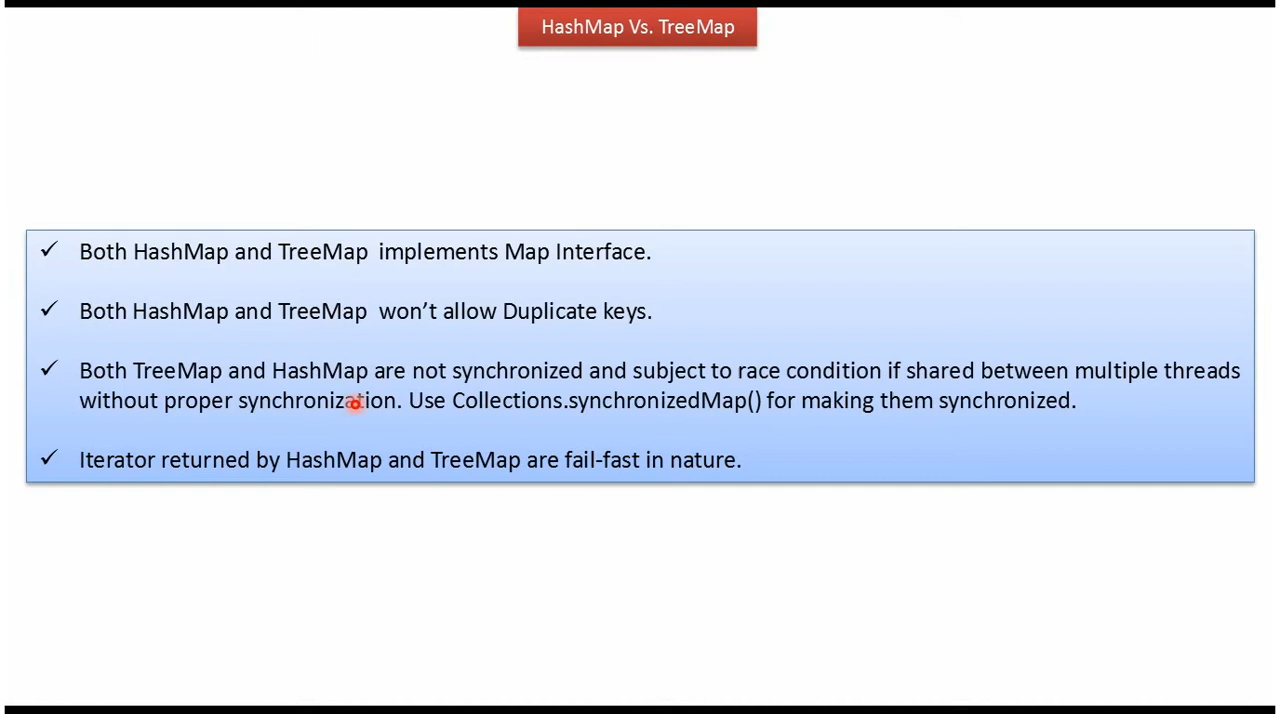 HashMap Vs. TreeMap
✓ Both HashMap and TreeMap implements Map Interface.
✓ Both HashMap and TreeMap won't allow Duplicate keys.
✓ Both TreeMap and HashMap are not synchronized and subject to race condition if shared between multiple threads
without proper synchronization. Use Collections.synchronizedMap() for making them synchronized.
✓ Iterator returned by HashMap and TreeMap are fail-fast in nature.